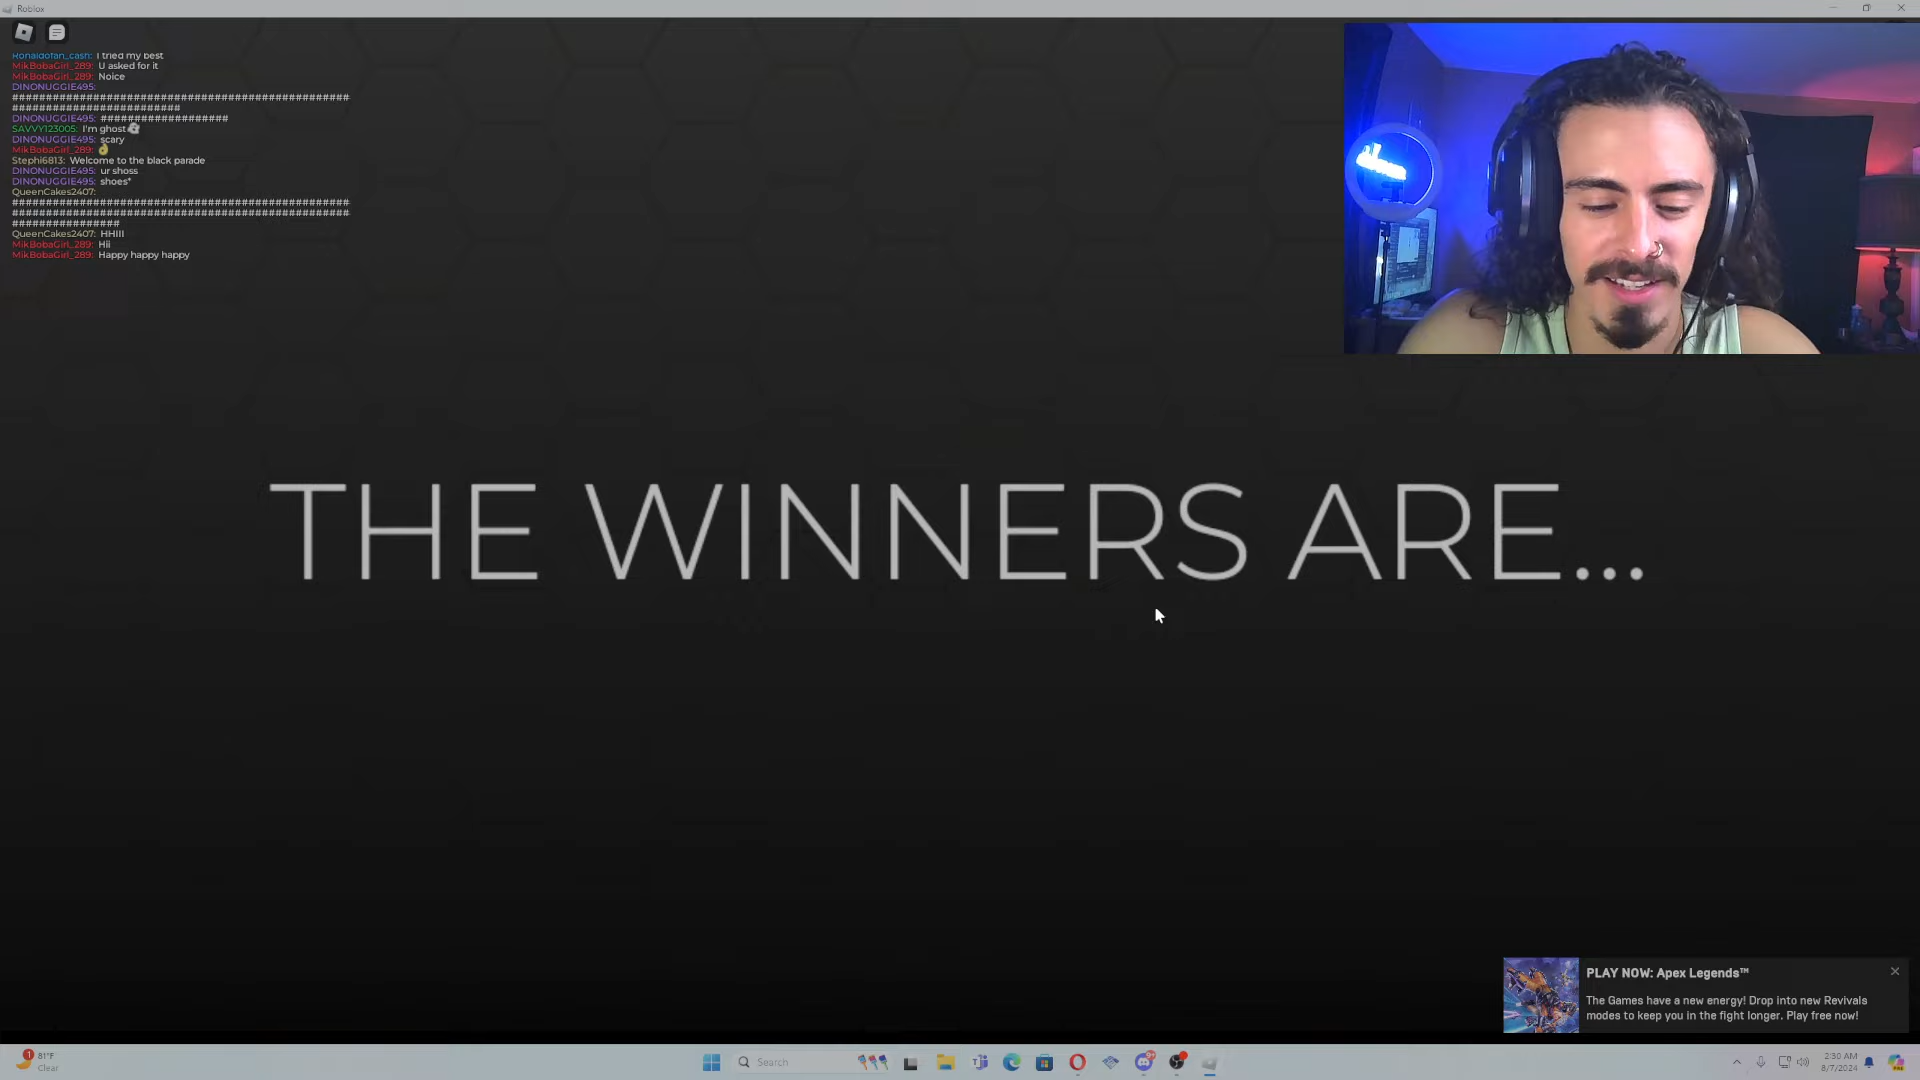 Roblox
Ronaldofan_cash: I tried my best
MikBobaGirl_289: U asked for it
MikBobaGirl_289: Noice
DINONUGGIE495:
##################################################
#########################
DINONUGGIE495: ###################
SAVVY123005: I'm ghost👻
DINONUGGIE495: scary
MikBobaGirl_289: 👌
Stephi6813: Welcome to the black parade
DINONUGGIE495: ur shoss
DINONUGGIE495: shoes*
QueenCakes2407:
##################################################
##################################################
################
QueenCakes2407: HHIII
MikBobaGirl_289: Hii
MikBobaGirl_289: Happy happy happy
THE WINNERS ARE...
PLAY NOW: Apex Legends™
The Games have a new energy! Drop into new Revivals
modes to keep you in the fight longer. Play free now!
1
81°F
Clear
Search
2:30 AM
8/7/2024